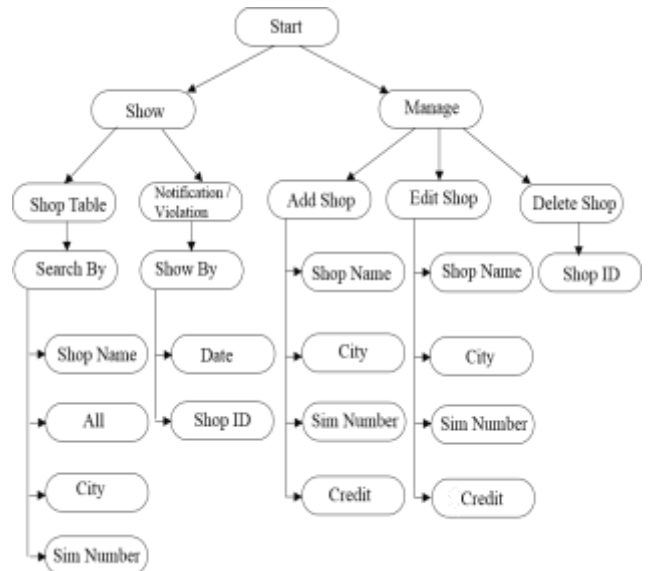 Start
Show
Manage
Shop Table
Notification /
Violation
Add Shop
Edit Shop
Delete Shop
Search By
Show By
Shop Name
Shop Name
Shop ID
Shop Name
Date
City
City
All
Shop ID
Sim Number
Sim Number
City
Credit
Credit
Sim Number